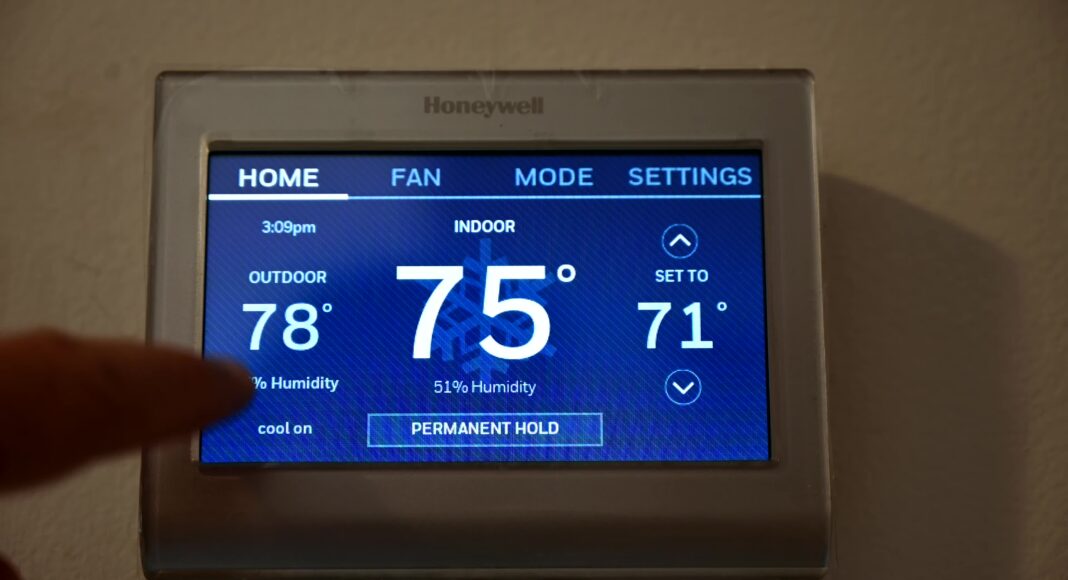 Honeywell
HOME FAN MODE SETTINGS
3:09pm
OUTDOOR
78°
% Humidity
cool on
INDOOR
75°
51% Humidity
PERMANENT HOLD
SET TO
71°